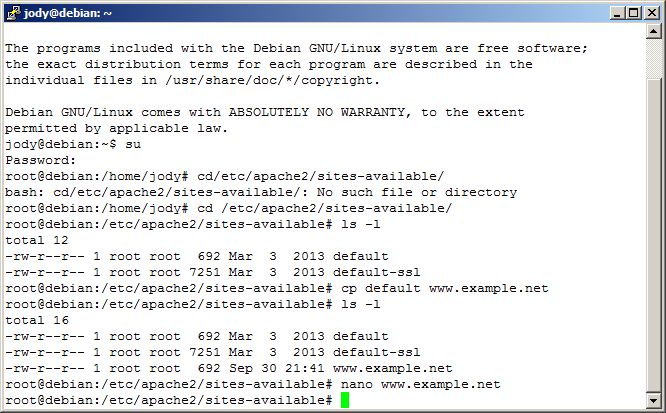 jody@debian: ~
The programs included with the Debian GNU/Linux system are free software;
the exact distribution terms for each program are described in the
individual files in /usr/share/doc/*/copyright.
Debian GNU/Linux comes with ABSOLUTELY NO WARRANTY, to the extent
permitted by applicable law.
jody@debian:~$ su
Password:
root@debian:/home/jody# cd/etc/apache2/sites-available/
bash: cd/etc/apache2/sites-available/: No such file or directory
root@debian:/home/jody# cd /etc/apache2/sites-available/
root@debian:/etc/apache2/sites-available# ls -l
total 12
-rw-r--r-- 1 root root  692 Mar  3  2013 default
-rw-r--r-- 1 root root 7251 Mar  3  2013 default-ssl
root@debian:/etc/apache2/sites-available# cp default www.example.net
root@debian:/etc/apache2/sites-available# ls -l
total 16
-rw-r--r-- 1 root root  692 Mar  3  2013 default
-rw-r--r-- 1 root root 7251 Mar  3  2013 default-ssl
-rw-r--r-- 1 root root  692 Sep 30 21:41 www.example.net
root@debian:/etc/apache2/sites-available# nano www.example.net
root@debian:/etc/apache2/sites-available#